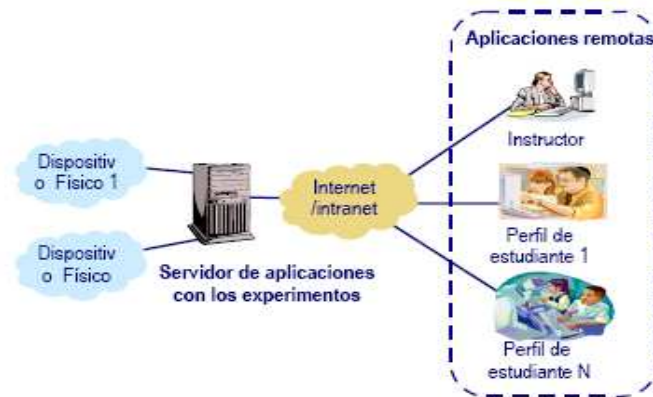 Aplicaciones remotas
Instructor
Dispositiv
o Físico 1
Internet
/intranet
Perfil de
estudiante 1
Dispositiv
o Físico
Servidor de aplicaciones
con los experimentos
Perfil de
estudiante N